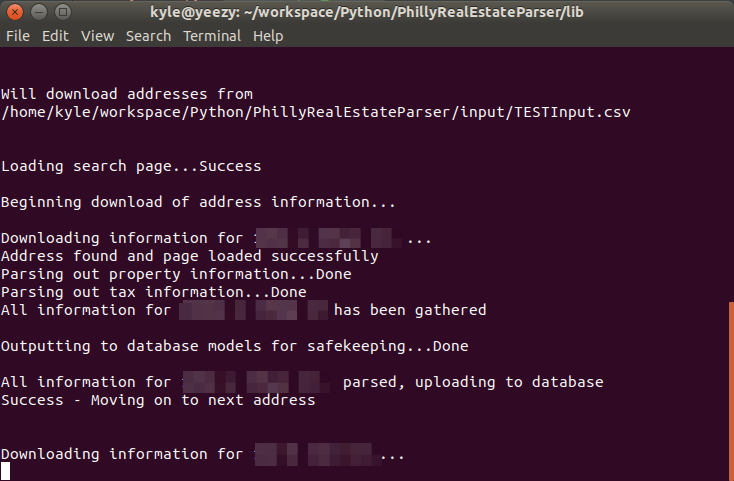 kyle@yeezy: ~/workspace/Python/PhillyRealEstateParser/lib
File Edit View Search Terminal Help
Will download addresses from
/home/kyle/workspace/Python/PhillyRealEstateParser/input/TESTInput.csv
Loading search page...Success
Beginning download of address information...
Downloading information for ...
Address found and page loaded successfully
Parsing out property information...Done
Parsing out tax information...Done
All information for has been gathered
Outputting to database models for safekeeping...Done
All information for parsed, uploading to database
Success - Moving on to next address
Downloading information for ...